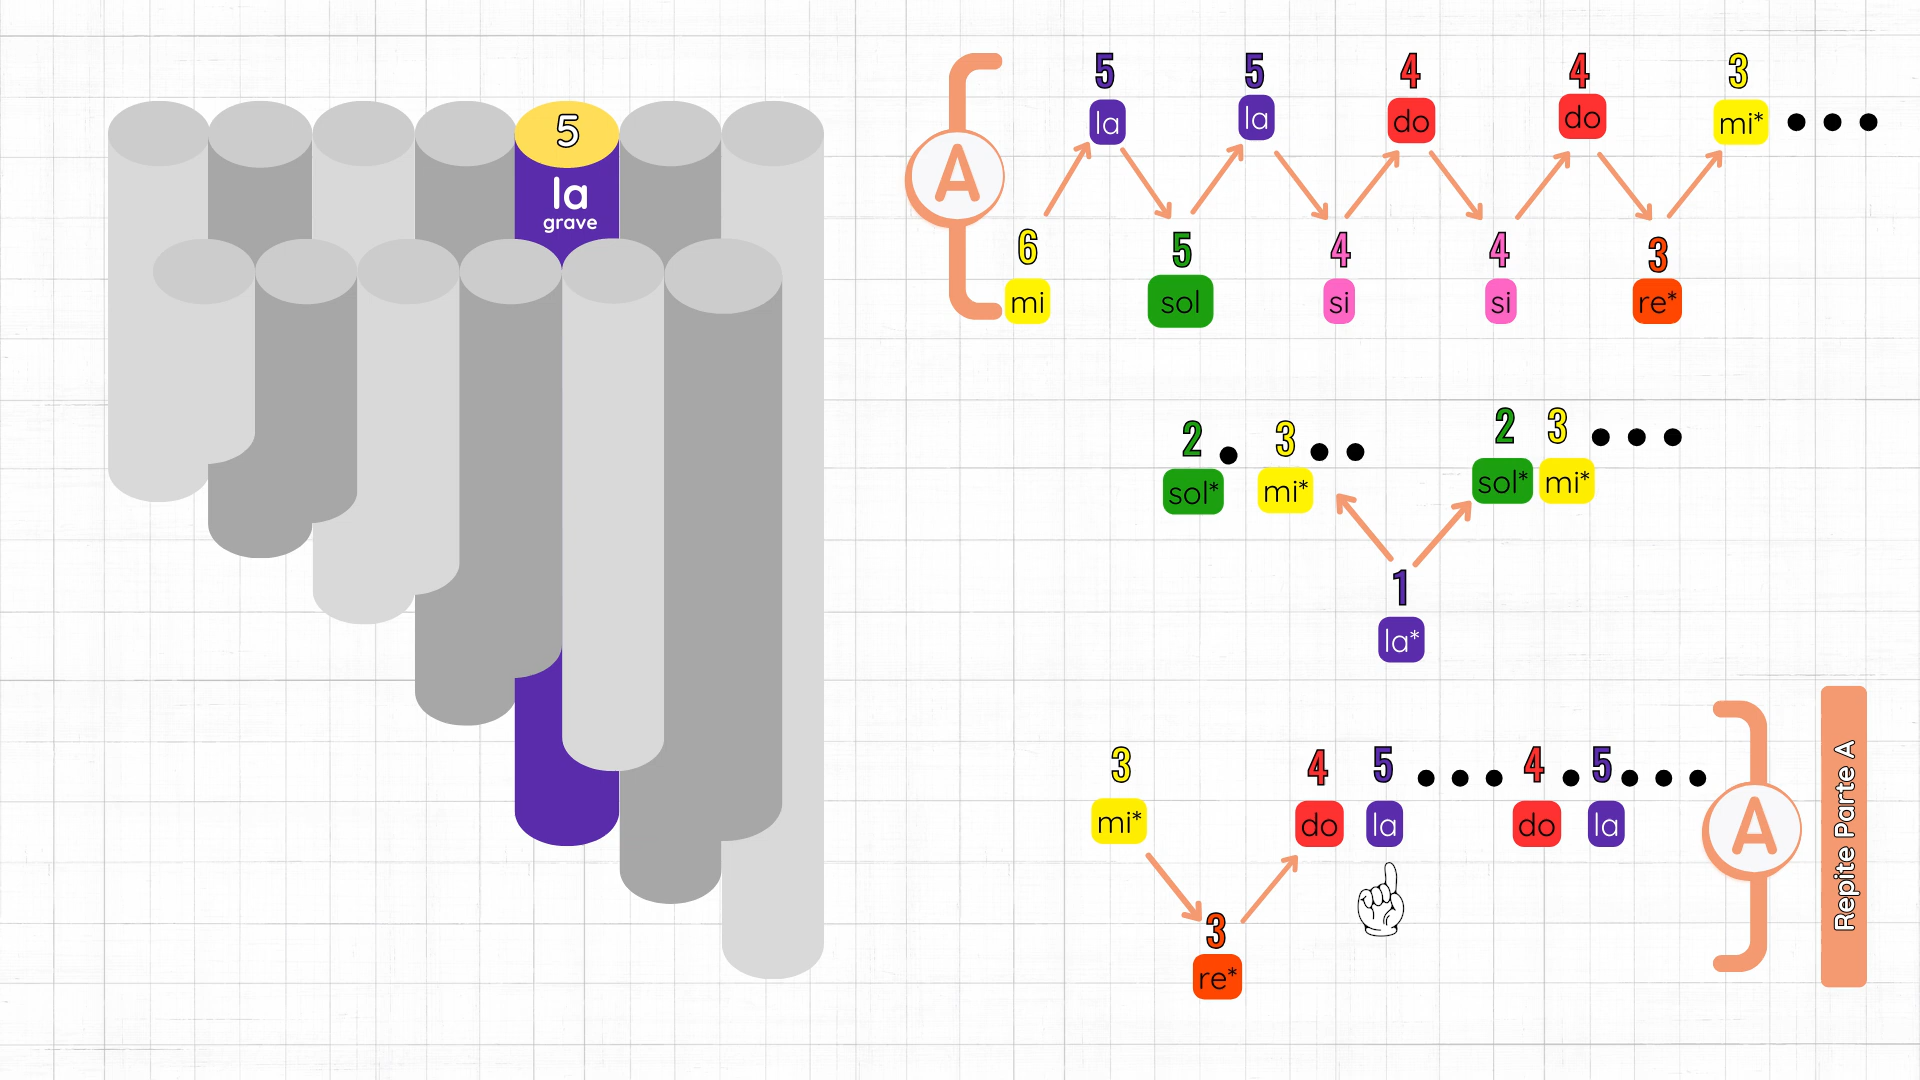 5
la
grave
A
5 5 4 4 3
la la do do mi*
6 5 4 4 3
mi sol si si re*
2 3 2 3
sol* mi* sol* mi*
1
la*
3 4 5 4 5
mi* do la do la
3
re*
A
Repite Parte A